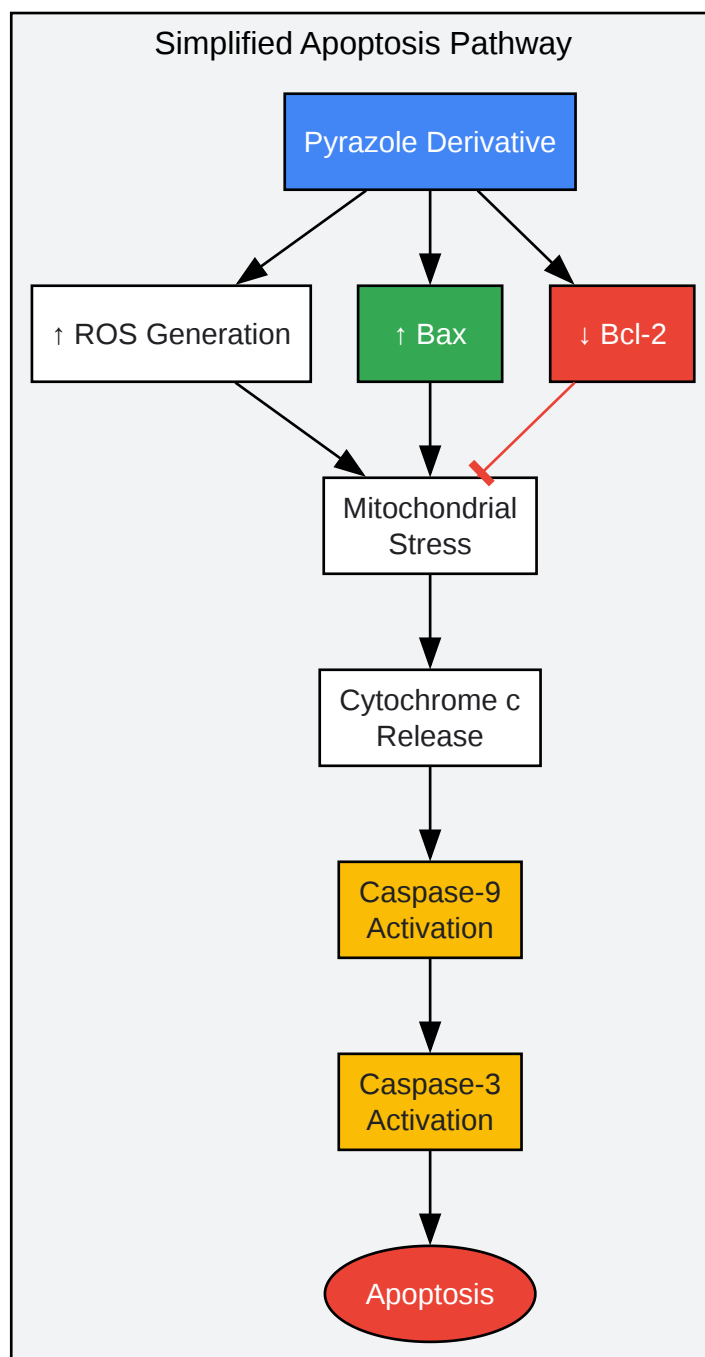 Simplified Apoptosis Pathway
Pyrazole Derivative
↑ ROS Generation
↑ Bax
↓ Bcl-2
Mitochondrial
Stress
Cytochrome c
Release
Caspase-9
Activation
Caspase-3
Activation
Apoptosis